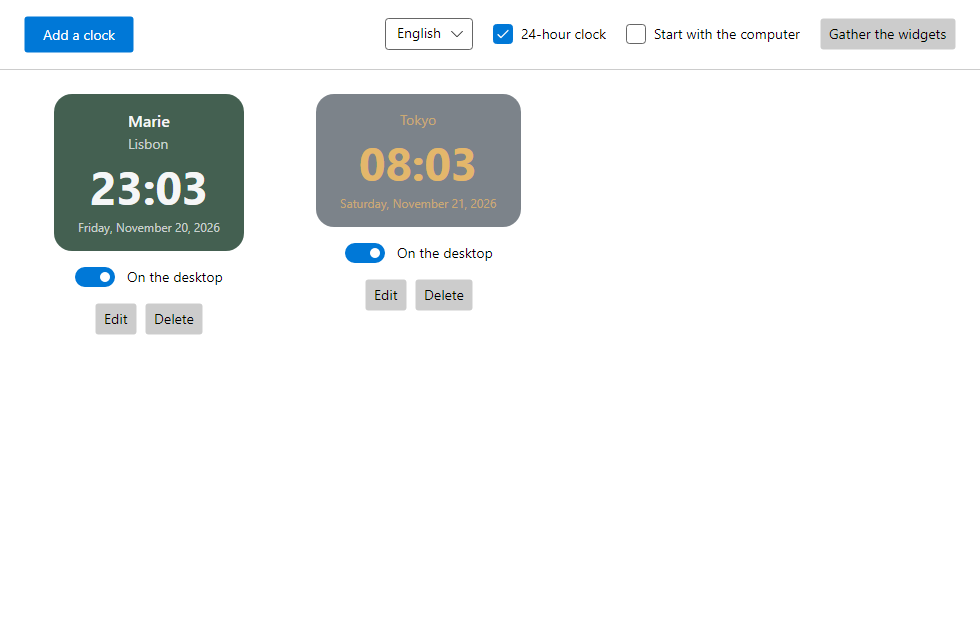 Add a clock
English
24-hour clock
Start with the computer
Gather the widgets
Marie
Lisbon
23:03
Friday, November 20, 2026
On the desktop
Edit
Delete
Tokyo
08:03
Saturday, November 21, 2026
On the desktop
Edit
Delete